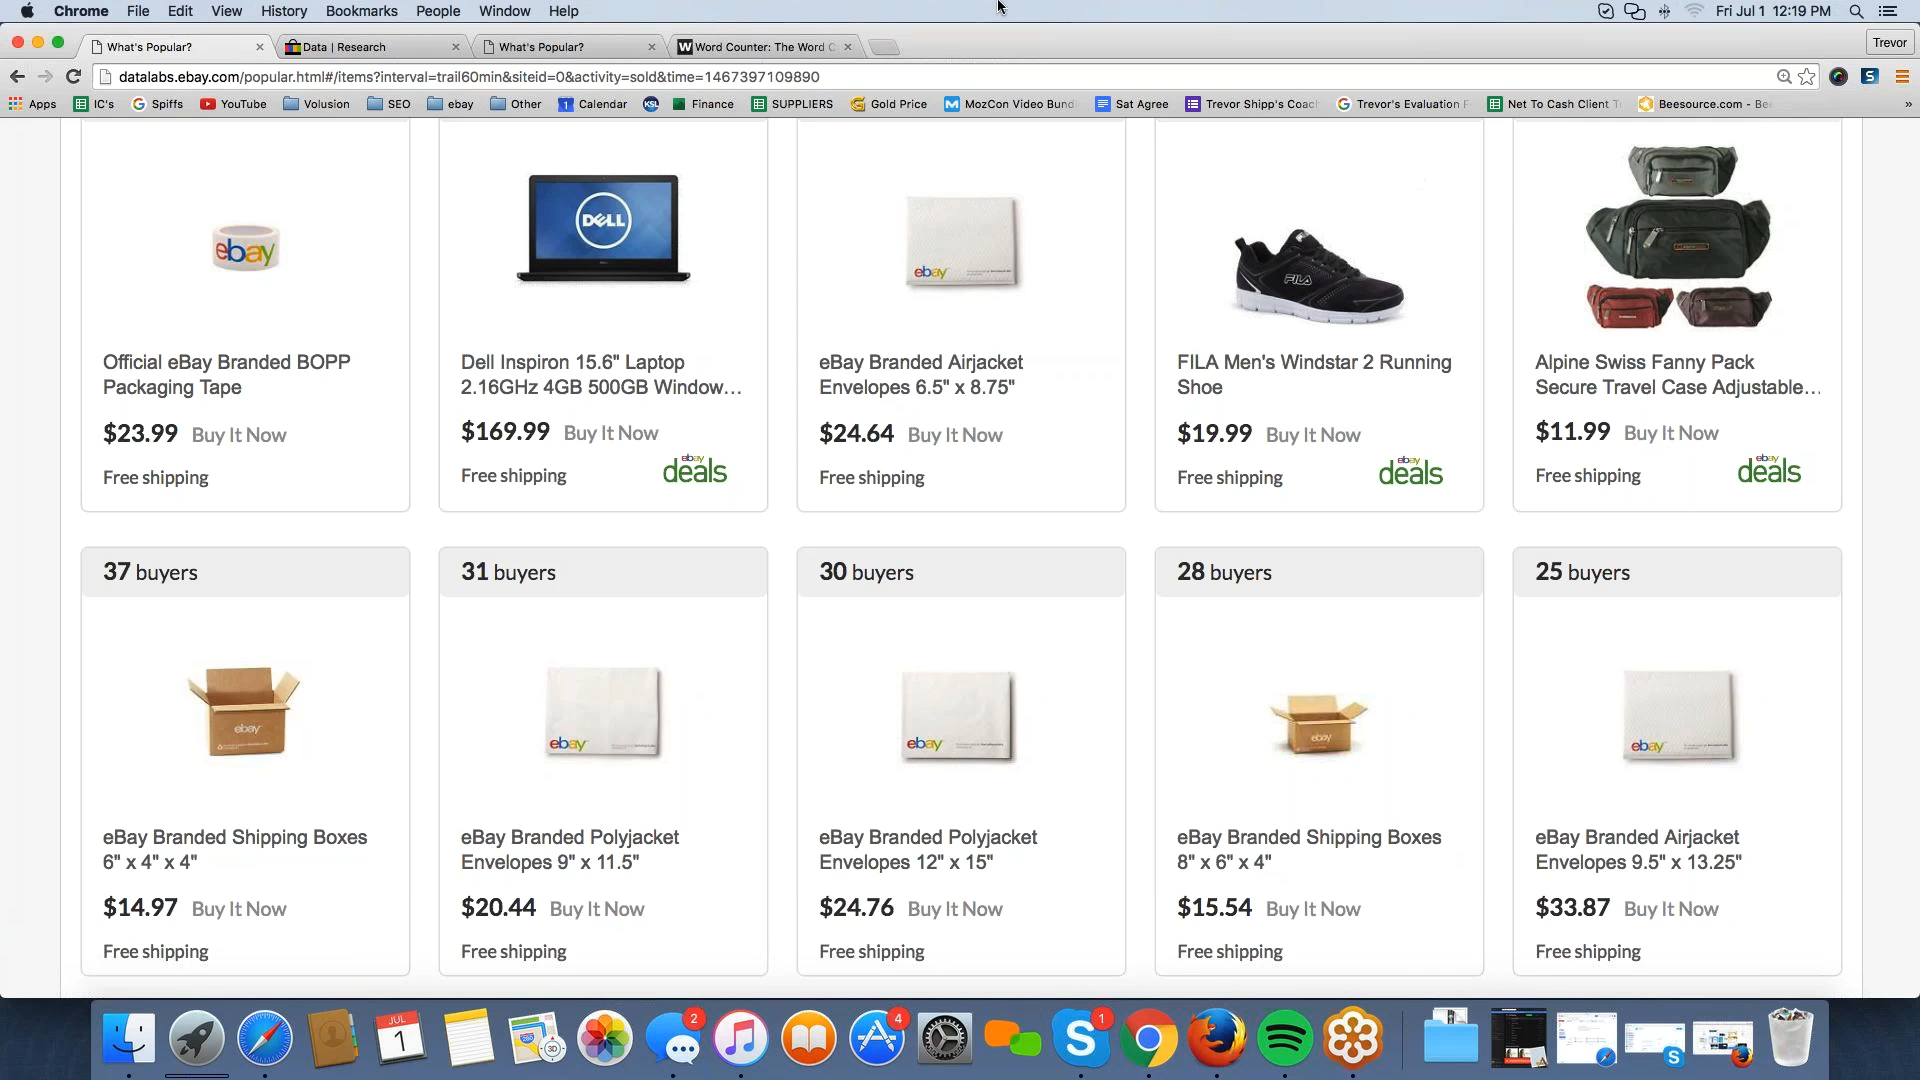 Chrome File Edit View History Bookmarks People Window Help
Fri Jul 1 12:19 PM
What's Popular?
Data | Research
What's Popular?
Word Counter: The Word C
Trevor
datalabs.ebay.com/popular.html#/items?interval=trail60min&siteid=0&activity=sold&time=1467397109890
Apps IC's Spiffs YouTube Volusion SEO ebay Other Calendar KSL Finance SUPPLIERS Gold Price MozCon Video Bund Sat Agree Trevor Shipp's Coac Trevor's Evaluation F Net To Cash Client T Beesource.com - Be »
ebay
DELL
ebay
FILA
Official eBay Branded BOPP
Packaging Tape
$23.99 Buy It Now
Free shipping
Dell Inspiron 15.6" Laptop
2.16GHz 4GB 500GB Window...
$169.99 Buy It Now
Free shipping
ebay
deals
eBay Branded Airjacket
Envelopes 6.5" x 8.75"
$24.64 Buy It Now
Free shipping
FILA Men's Windstar 2 Running
Shoe
$19.99 Buy It Now
Free shipping
ebay
deals
Alpine Swiss Fanny Pack
Secure Travel Case Adjustable...
$11.99 Buy It Now
Free shipping
ebay
deals
37 buyers
ebay
eBay Branded Shipping Boxes
6" x 4" x 4"
$14.97 Buy It Now
Free shipping
31 buyers
ebay
eBay Branded Polyjacket
Envelopes 9" x 11.5"
$20.44 Buy It Now
Free shipping
30 buyers
ebay
eBay Branded Polyjacket
Envelopes 12" x 15"
$24.76 Buy It Now
Free shipping
28 buyers
ebay
eBay Branded Shipping Boxes
8" x 6" x 4"
$15.54 Buy It Now
Free shipping
25 buyers
ebay
eBay Branded Airjacket
Envelopes 9.5" x 13.25"
$33.87 Buy It Now
Free shipping
JUL
1
280
3D
2
4
1